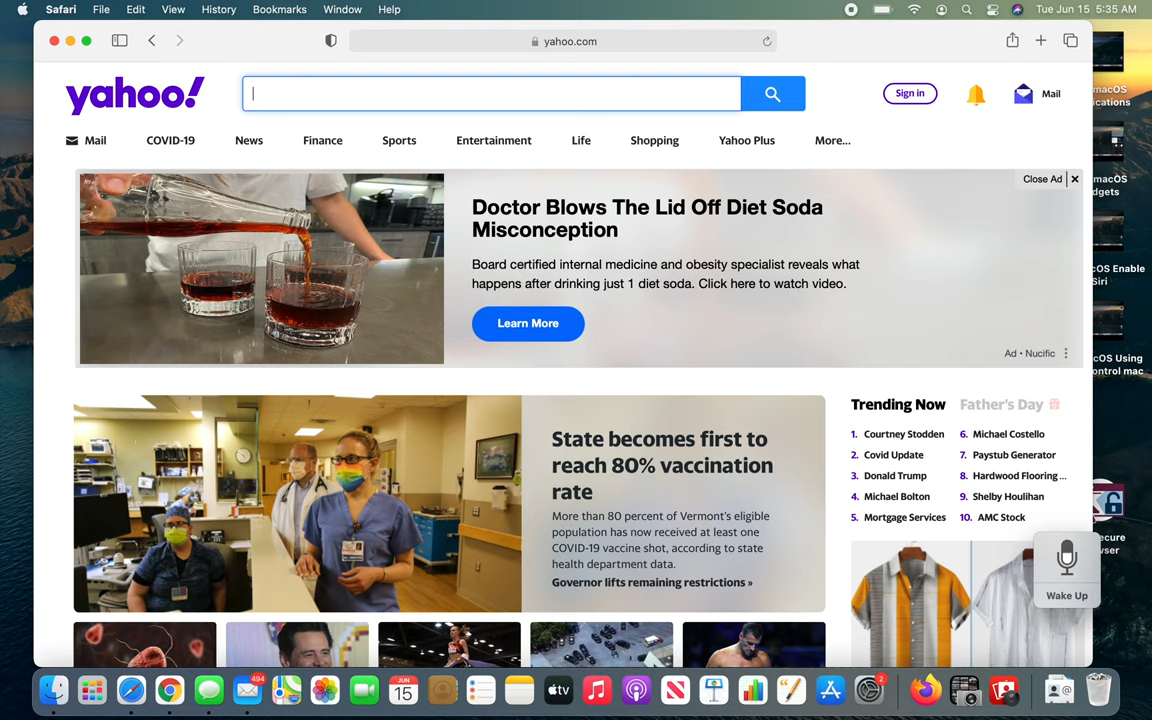 Safari File Edit View History Bookmarks Window Help Tue Jun 15 5:35 AM
yahoo.com
yahoo!
Sign in
Mail
Mail COVID-19 News Finance Sports Entertainment Life Shopping Yahoo Plus More...
Close Ad
Doctor Blows The Lid Off Diet Soda
Misconception
Board certified internal medicine and obesity specialist reveals what
happens after drinking just 1 diet soda. Click here to watch video.
Learn More
Ad • Nucific
State becomes first to
reach 80% vaccination
rate
More than 80 percent of Vermont's eligible
population has now received at least one
COVID-19 vaccine shot, according to state
health department data.
Governor lifts remaining restrictions »
Trending Now Father's Day
1. Courtney Stodden
2. Covid Update
3. Donald Trump
4. Michael Bolton
5. Mortgage Services
6. Michael Costello
7. Paystub Generator
8. Hardwood Flooring ...
9. Shelby Houlihan
10. AMC Stock
Wake Up
macOS
ications
macOS
dgets
cOS Enable
Siri
cOS Using
ontrol mac
ecure
wser
494
JUN
15
tv
2